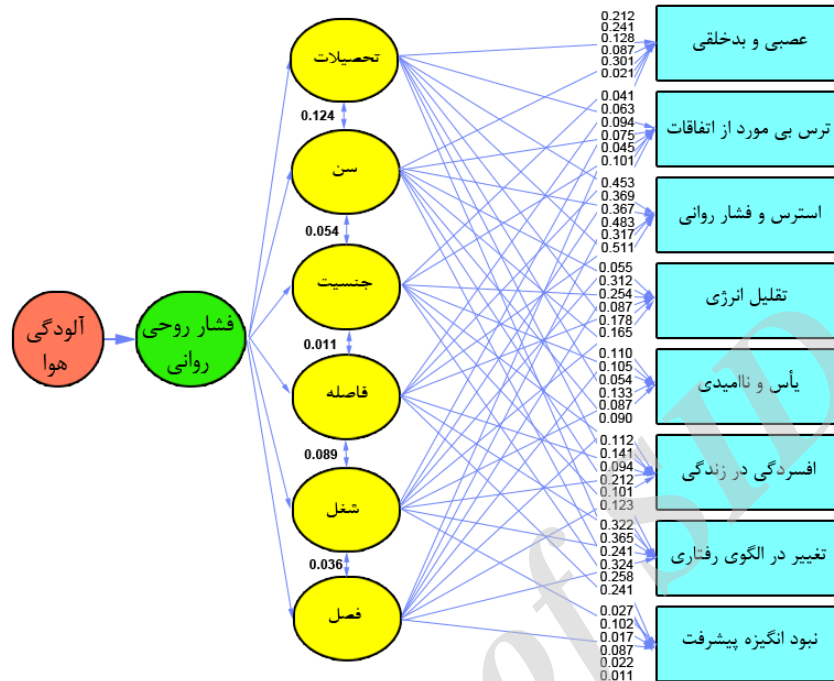 آلودگی
هوا
فشار روحی
روانی
تحصیلات
0.124
سن
0.054
جنسیت
0.011
فاصله
0.089
شغل
0.036
فصل
0.212
0.241
0.128
0.087
0.301
0.021
عصبی و بدخلقی
0.041
0.063
0.094
0.075
0.045
0.101
ترس بی مورد از اتفاقات
0.453
0.369
0.367
0.483
0.317
0.511
استرس و فشار روانی
0.055
0.312
0.254
0.087
0.178
0.165
تقلیل انرژی
0.110
0.105
0.054
0.133
0.087
0.090
یأس و ناامیدی
0.112
0.141
0.094
0.212
0.101
0.123
افسردگی در زندگی
0.322
0.365
0.241
0.324
0.258
0.241
تغییر در الگوی رفتاری
0.027
0.102
0.017
0.087
0.022
0.011
نبود انگیزه پیشرفت
of SID